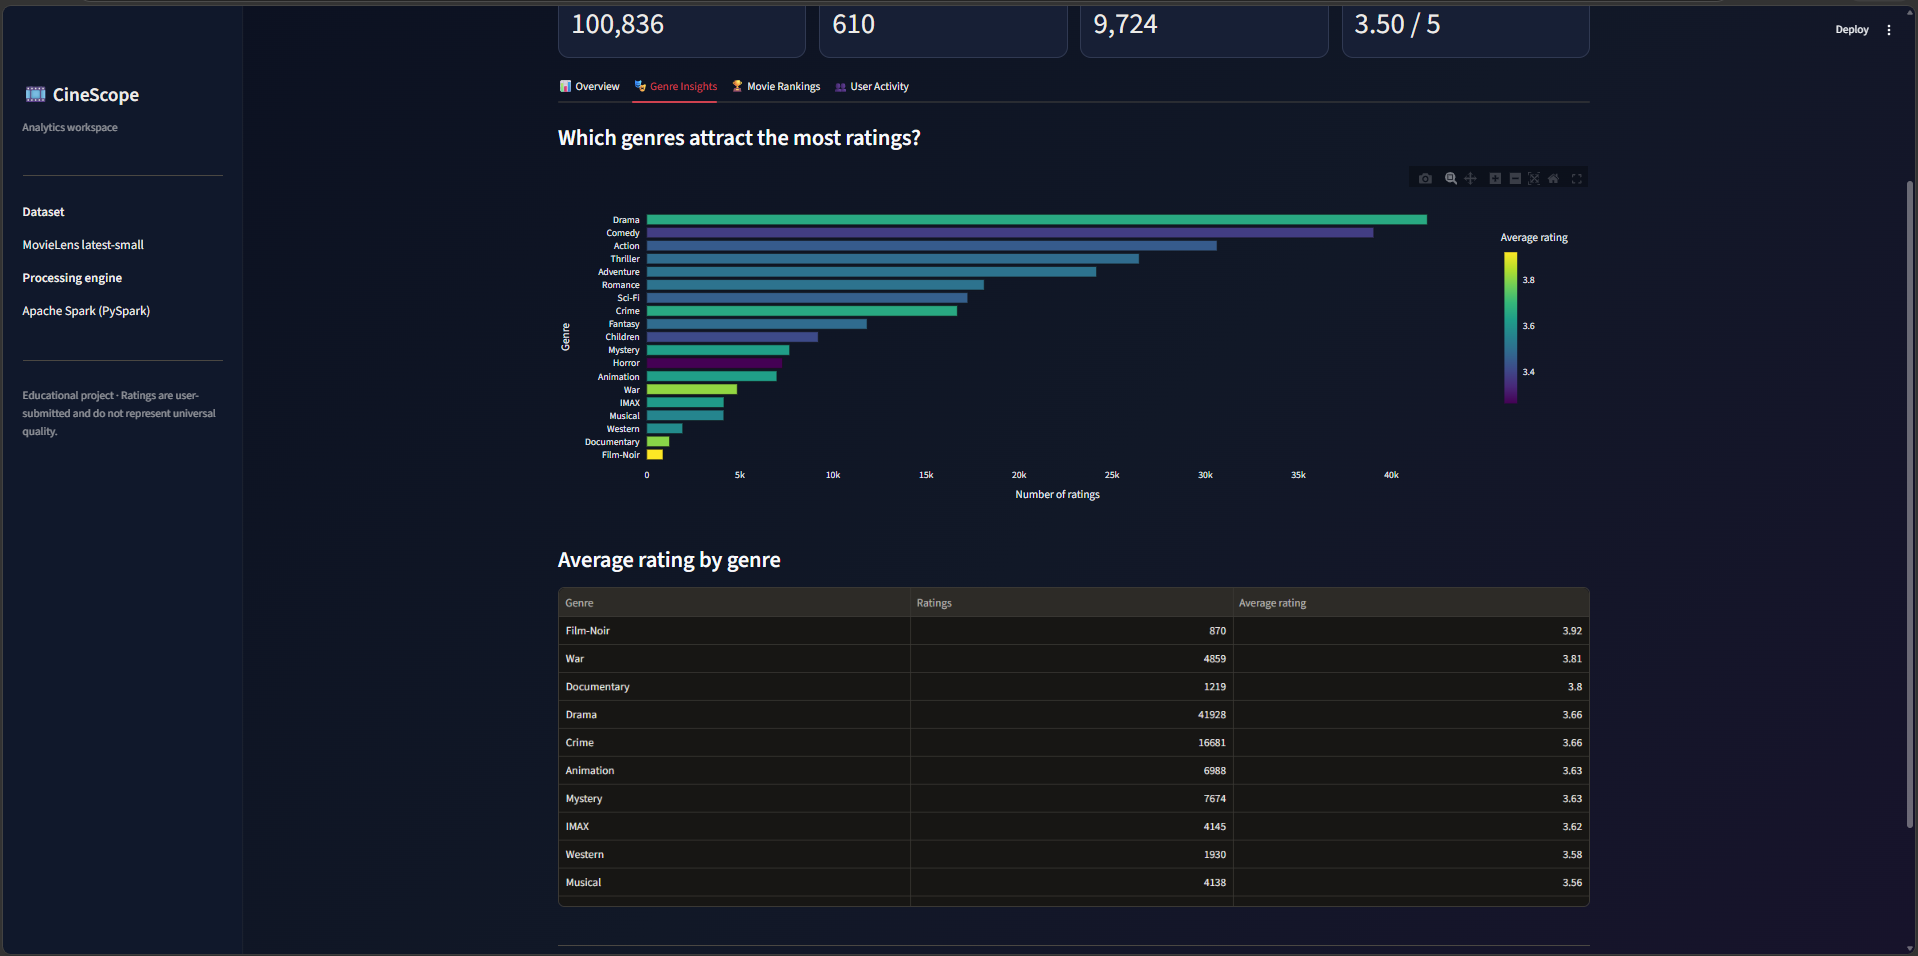 100,836
610
9,724
3.50 / 5
Deploy
CineScope
Analytics workspace
Dataset
MovieLens latest-small
Processing engine
Apache Spark (PySpark)
Educational project · Ratings are user-
submitted and do not represent universal
quality.
Overview
Genre Insights
Movie Rankings
User Activity
Which genres attract the most ratings?
Genre
Drama
Comedy
Action
Thriller
Adventure
Romance
Sci-Fi
Crime
Fantasy
Children
Mystery
Horror
Animation
War
IMAX
Musical
Western
Documentary
Film-Noir
0 5k 10k 15k 20k 25k 30k 35k 40k
Number of ratings
Average rating
3.8
3.6
3.4
Average rating by genre
Genre Ratings Average rating
Film-Noir 870 3.92
War 4859 3.81
Documentary 1219 3.8
Drama 41928 3.66
Crime 16681 3.66
Animation 6988 3.63
Mystery 7674 3.63
IMAX 4145 3.62
Western 1930 3.58
Musical 4138 3.56